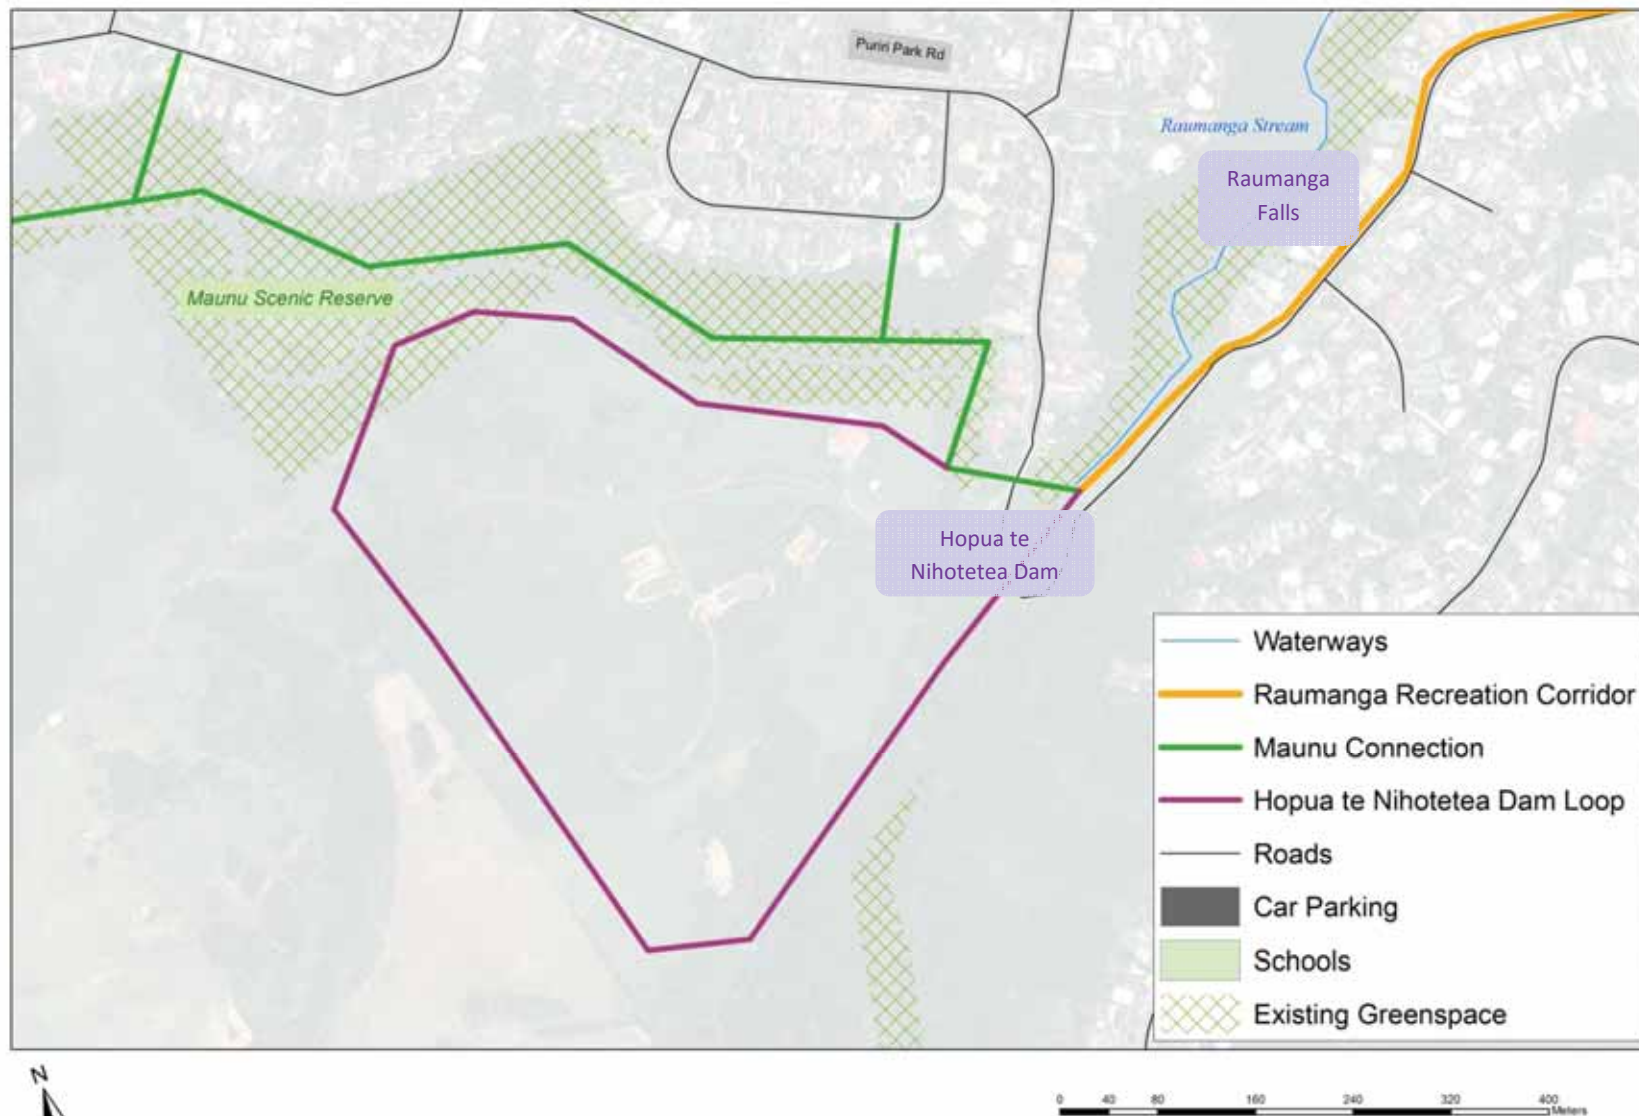 Puriri Park Rd
Raumanga Stream
Raumanga
Falls
Maunu Scenic Reserve
Hopua te
Nihotetea Dam
Waterways
Raumanga Recreation Corridor
Maunu Connection
Hopua te Nihotetea Dam Loop
Roads
Car Parking
Schools
Existing Greenspace
N
0 40 80 160 240 320 400
Meters